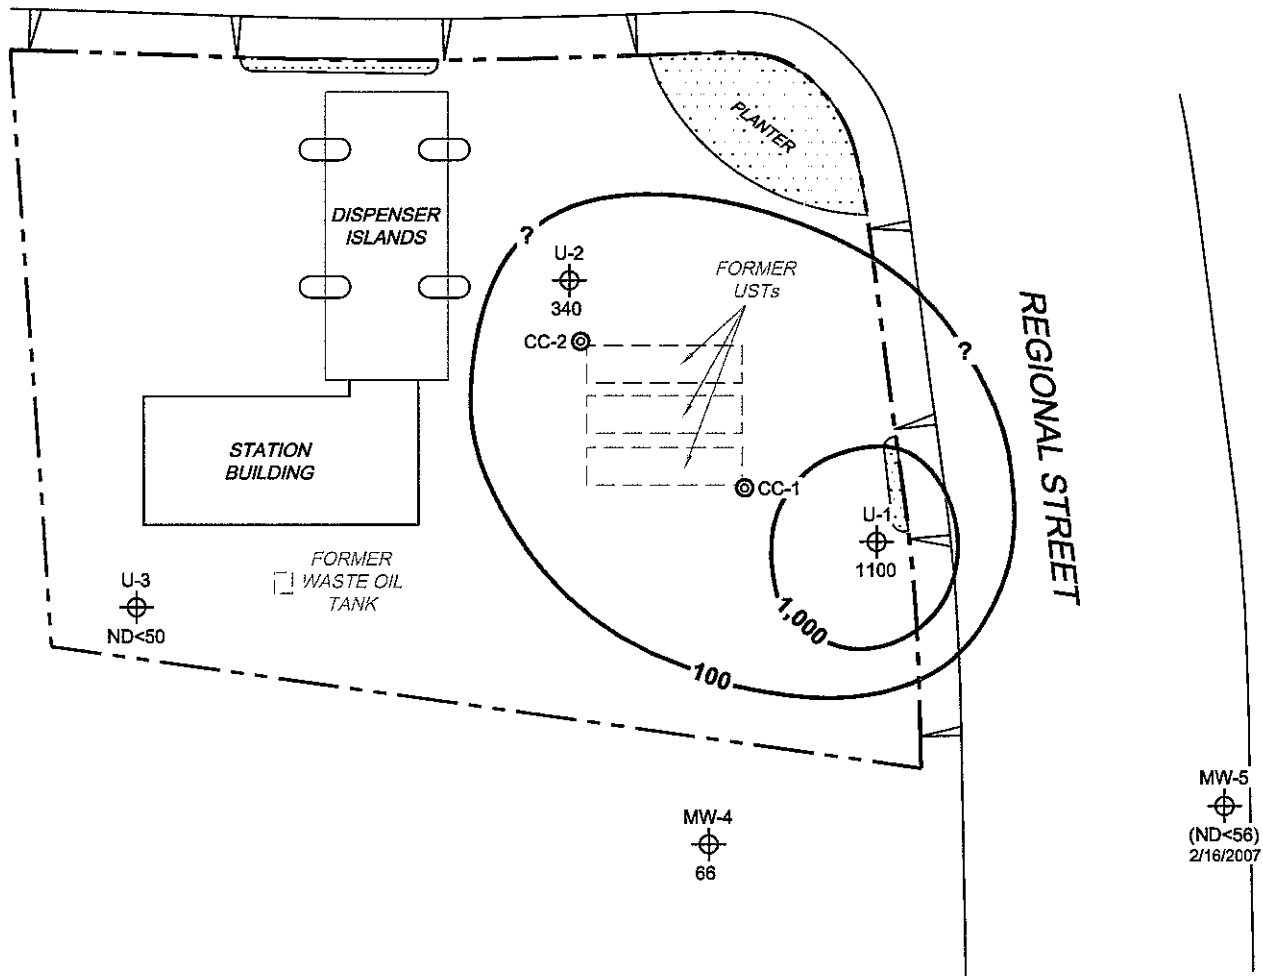 PLANTER
DISPENSER
ISLANDS
?
U-2
340
FORMER
USTs
CC-2
?
REGIONAL STREET
STATION
BUILDING
CC-1
U-1
1100
FORMER
WASTE OIL
TANK
U-3
ND<50
1,000
100
MW-4
66
MW-5
(ND<56)
2/16/2007